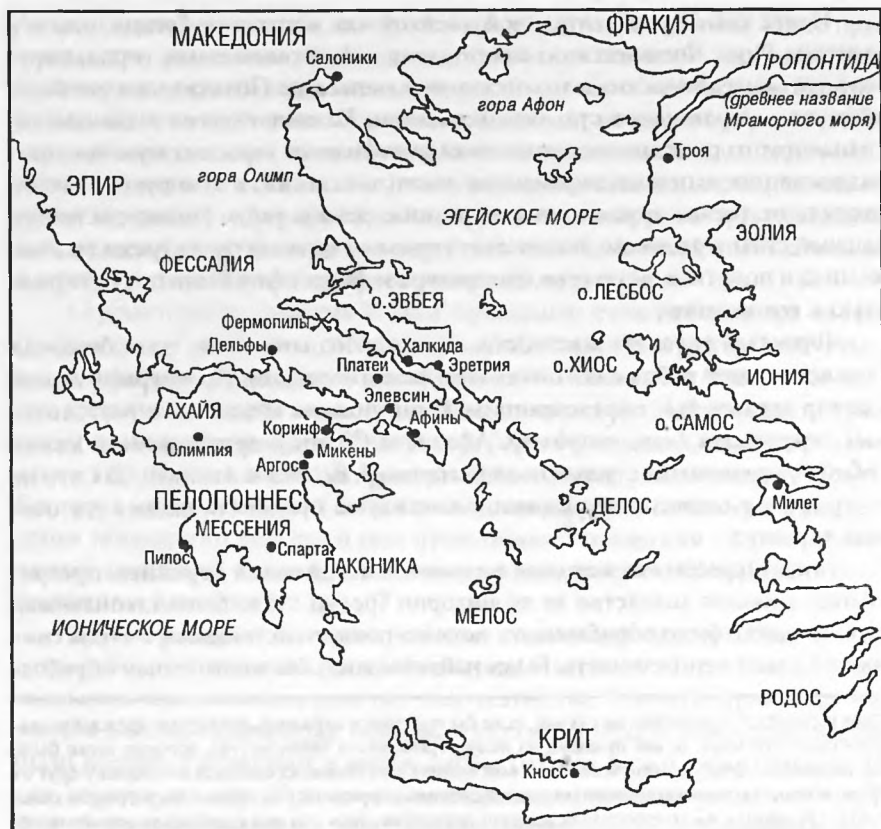 МАКЕДОНИЯ
ФРАКИЯ
Салоники
ПРОПОНТИДА
(древнее название
Мраморного моря)
гора Афон
Троя
гора Олимп
ЭПИР
ЭГЕЙСКОЕ МОРЕ
ЭОЛИЯ
ФЕССАЛИЯ
о.ЛЕСБОС
о.ЭВБЕЯ
Фермопилы
Дельфы
Халкида
Эретрия
Платеи
о.ХИОС
ИОНИЯ
Элевсин
АХАЙЯ
Коринф
Афины
о.САМОС
Олимпия
Микены
Аргос
ПЕЛОПОННЕС
о.ДЕЛОС
Милет
МЕССЕНИЯ
Пилос
Спарта
ЛАКОНИКА
ИОНИЧЕСКОЕ МОРЕ
МЕЛОС
РОДОС
КРИТ
Кносс